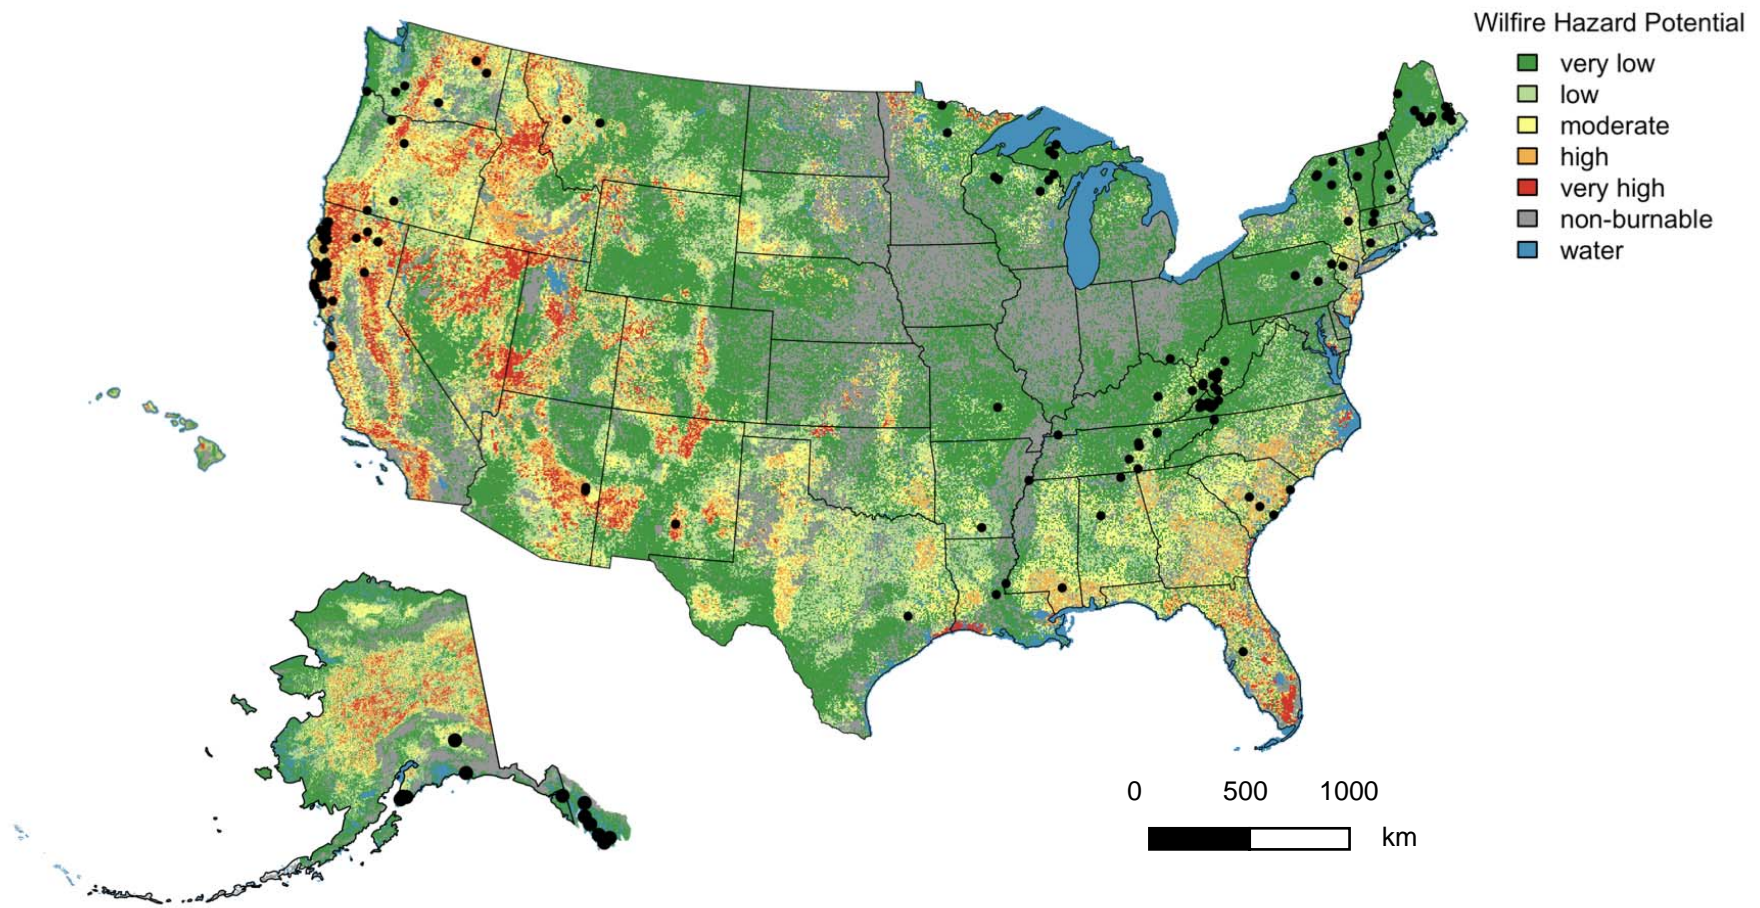 Wilfire Hazard Potential
very low
low
moderate
high
very high
non-burnable
water
0 500 1000
km